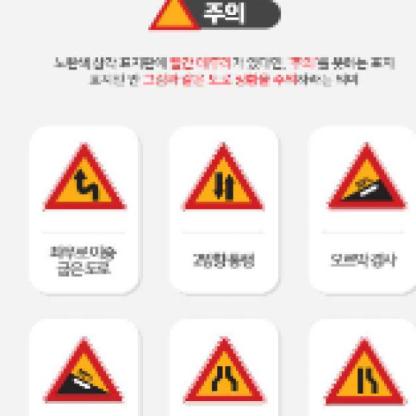 주의
노란색 삼각 표지판에 빨간 테두리가 있다면, '주의'를 뜻하는 표지
표지판 안 그림과 같은 도로 상황을 주의하라는 의미
좌우로이중
굽은도로
2방향통행
오르막경사
10%
10%